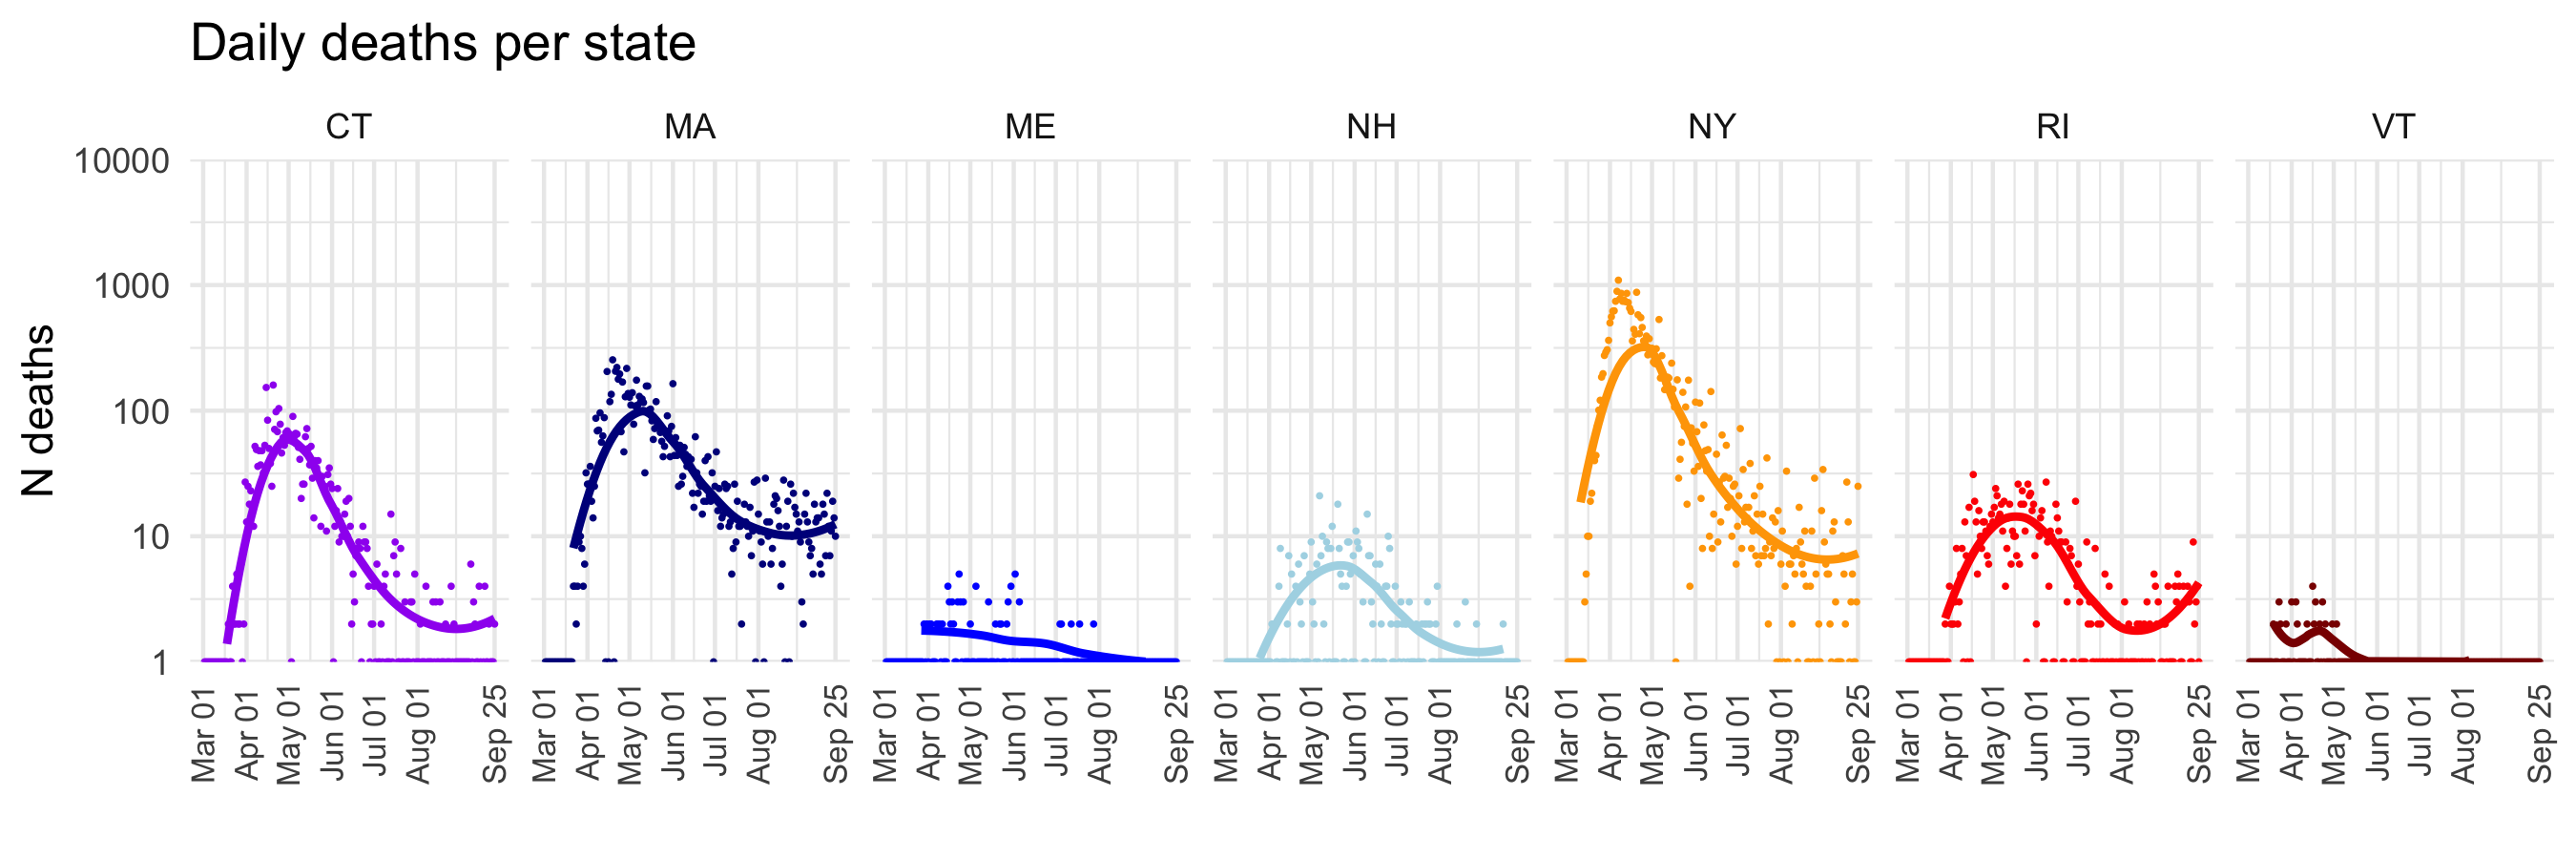 Daily deaths per state
CT MA ME NH NY RI VT
10000
1000
100
10
1
N deaths
Mar 01 Apr 01 May 01 Jun 01 Jul 01 Aug 01 Sep 25 Mar 01 Apr 01 May 01 Jun 01 Jul 01 Aug 01 Sep 25 Mar 01 Apr 01 May 01 Jun 01 Jul 01 Aug 01 Sep 25 Mar 01 Apr 01 May 01 Jun 01 Jul 01 Aug 01 Sep 25 Mar 01 Apr 01 May 01 Jun 01 Jul 01 Aug 01 Sep 25 Mar 01 Apr 01 May 01 Jun 01 Jul 01 Aug 01 Sep 25 Mar 01 Apr 01 May 01 Jun 01 Jul 01 Aug 01 Sep 25